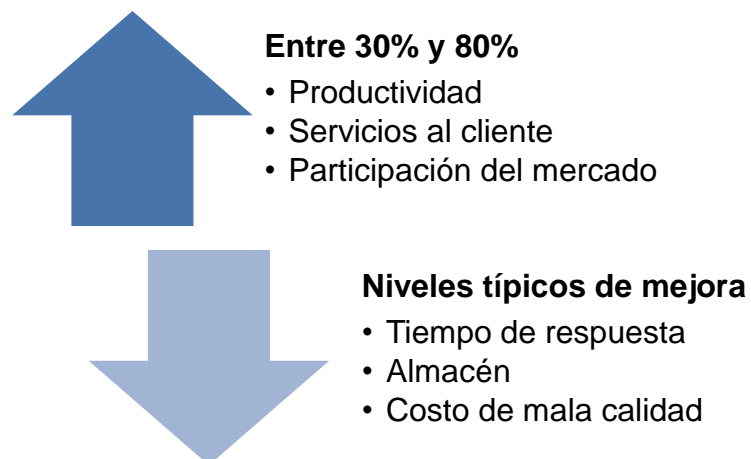 Entre 30% y 80%
• Productividad
• Servicios al cliente
• Participación del mercado
Niveles típicos de mejora
• Tiempo de respuesta
• Almacén
• Costo de mala calidad